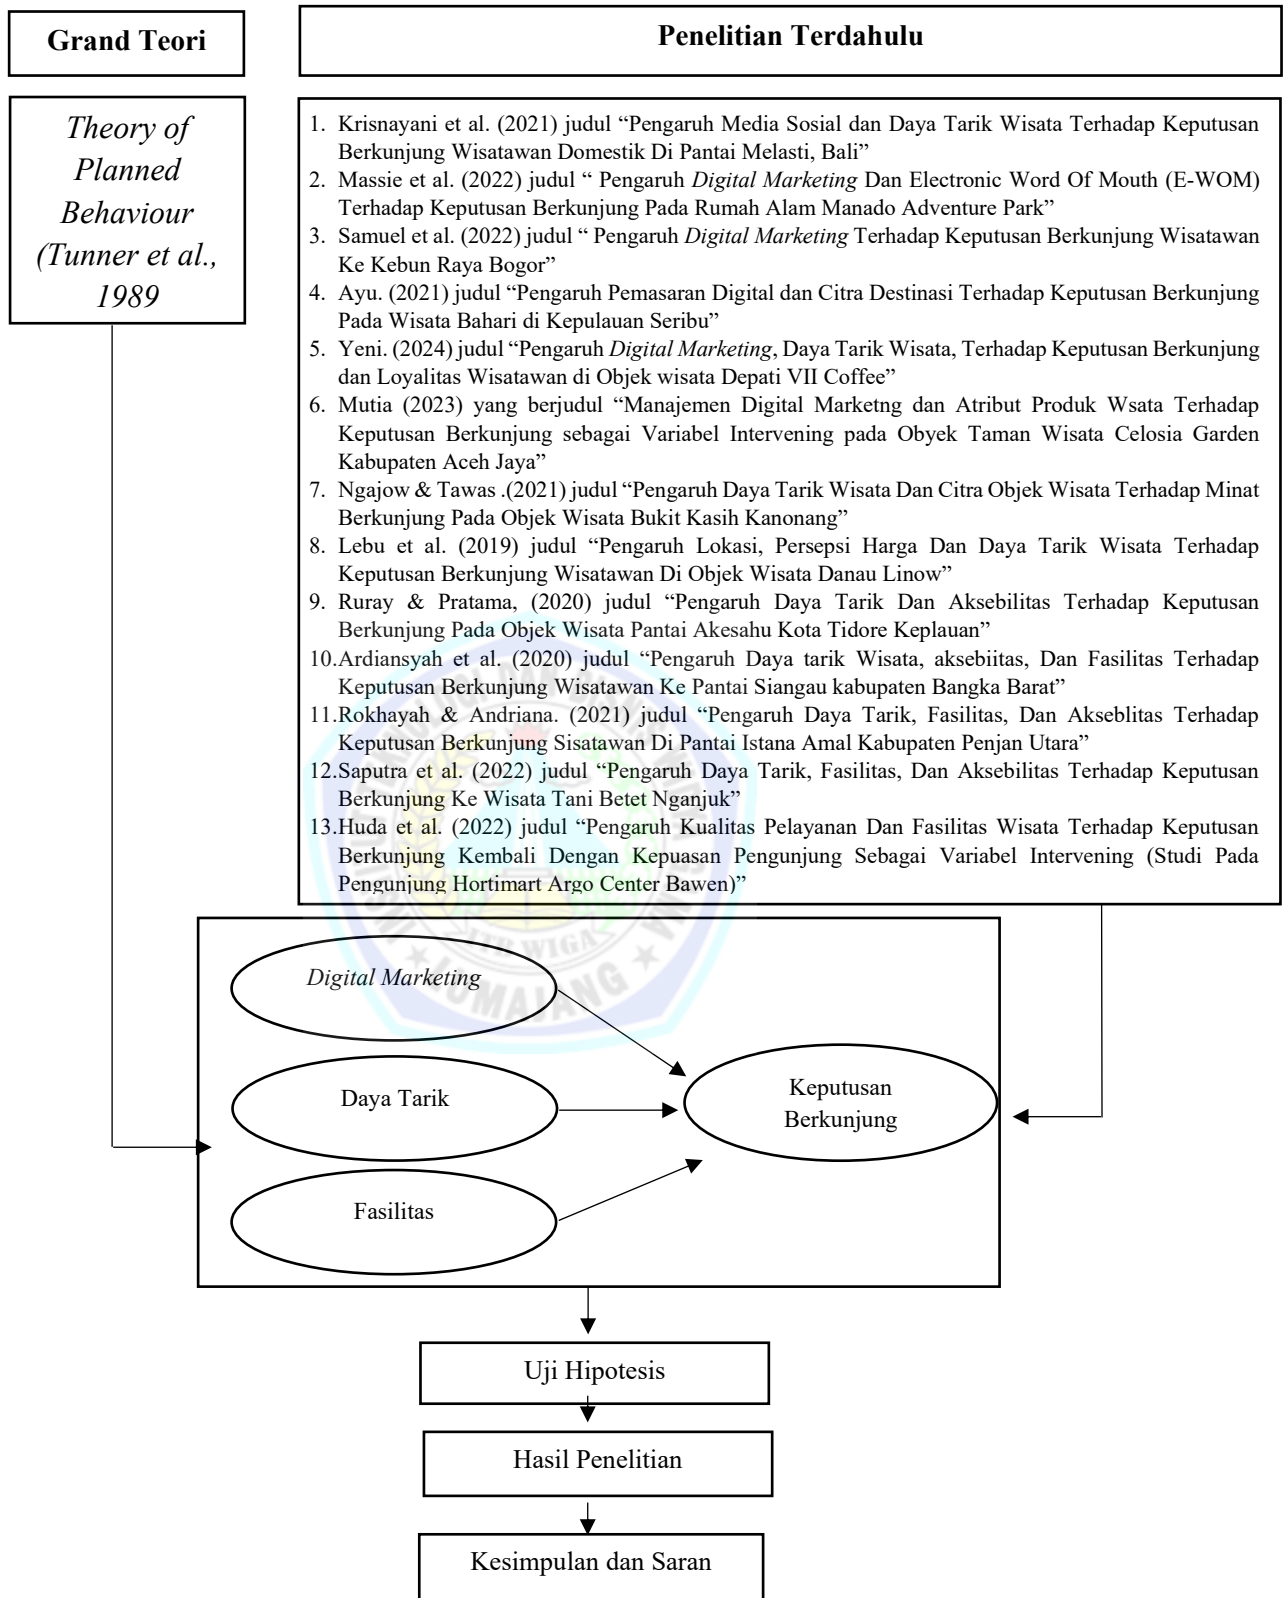 Grand Teori
Penelitian Terdahulu
Theory of
Planned
Behaviour
(Tunner et al.,
1989
1. Krisnayani et al. (2021) judul “Pengaruh Media Sosial dan Daya Tarik Wisata Terhadap Keputusan
Berkunjung Wisatawan Domestik Di Pantai Melasti, Bali”
2. Massie et al. (2022) judul “ Pengaruh Digital Marketing Dan Electronic Word Of Mouth (E-WOM)
Terhadap Keputusan Berkunjung Pada Rumah Alam Manado Adventure Park”
3. Samuel et al. (2022) judul “ Pengaruh Digital Marketing Terhadap Keputusan Berkunjung Wisatawan
Ke Kebun Raya Bogor”
4. Ayu. (2021) judul “Pengaruh Pemasaran Digital dan Citra Destinasi Terhadap Keputusan Berkunjung
Pada Wisata Bahari di Kepulauan Seribu”
5. Yeni. (2024) judul “Pengaruh Digital Marketing, Daya Tarik Wisata, Terhadap Keputusan Berkunjung
dan Loyalitas Wisatawan di Objek wisata Depati VII Coffee”
6. Mutia (2023) yang berjudul “Manajemen Digital Marketng dan Atribut Produk Wsata Terhadap
Keputusan Berkunjung sebagai Variabel Intervening pada Obyek Taman Wisata Celosia Garden
Kabupaten Aceh Jaya”
7. Ngajow & Tawas .(2021) judul “Pengaruh Daya Tarik Wisata Dan Citra Objek Wisata Terhadap Minat
Berkunjung Pada Objek Wisata Bukit Kasih Kanonang”
8. Lebu et al. (2019) judul “Pengaruh Lokasi, Persepsi Harga Dan Daya Tarik Wisata Terhadap
Keputusan Berkunjung Wisatawan Di Objek Wisata Danau Linow”
9. Ruray & Pratama, (2020) judul “Pengaruh Daya Tarik Dan Aksebilitas Terhadap Keputusan
Berkunjung Pada Objek Wisata Pantai Akesahu Kota Tidore Keplauan”
10.Ardiansyah et al. (2020) judul “Pengaruh Daya tarik Wisata, aksebiitas, Dan Fasilitas Terhadap
Keputusan Berkunjung Wisatawan Ke Pantai Siangau kabupaten Bangka Barat”
11.Rokhayah & Andriana. (2021) judul “Pengaruh Daya Tarik, Fasilitas, Dan Akseblitas Terhadap
Keputusan Berkunjung Sisatawan Di Pantai Istana Amal Kabupaten Penjan Utara”
12.Saputra et al. (2022) judul “Pengaruh Daya Tarik, Fasilitas, Dan Aksebilitas Terhadap Keputusan
Berkunjung Ke Wisata Tani Betet Nganjuk”
13.Huda et al. (2022) judul “Pengaruh Kualitas Pelayanan Dan Fasilitas Wisata Terhadap Keputusan
Berkunjung Kembali Dengan Kepuasan Pengunjung Sebagai Variabel Intervening (Studi Pada
Pengunjung Hortimart Argo Center Bawen)”
INSTITUT TEKNOLOGI DAN BISNIS WIDYA GAMA
ITB WIGA
LUMAJANG
Digital Marketing
Daya Tarik
Fasilitas
Keputusan
Berkunjung
Uji Hipotesis
Hasil Penelitian
Kesimpulan dan Saran